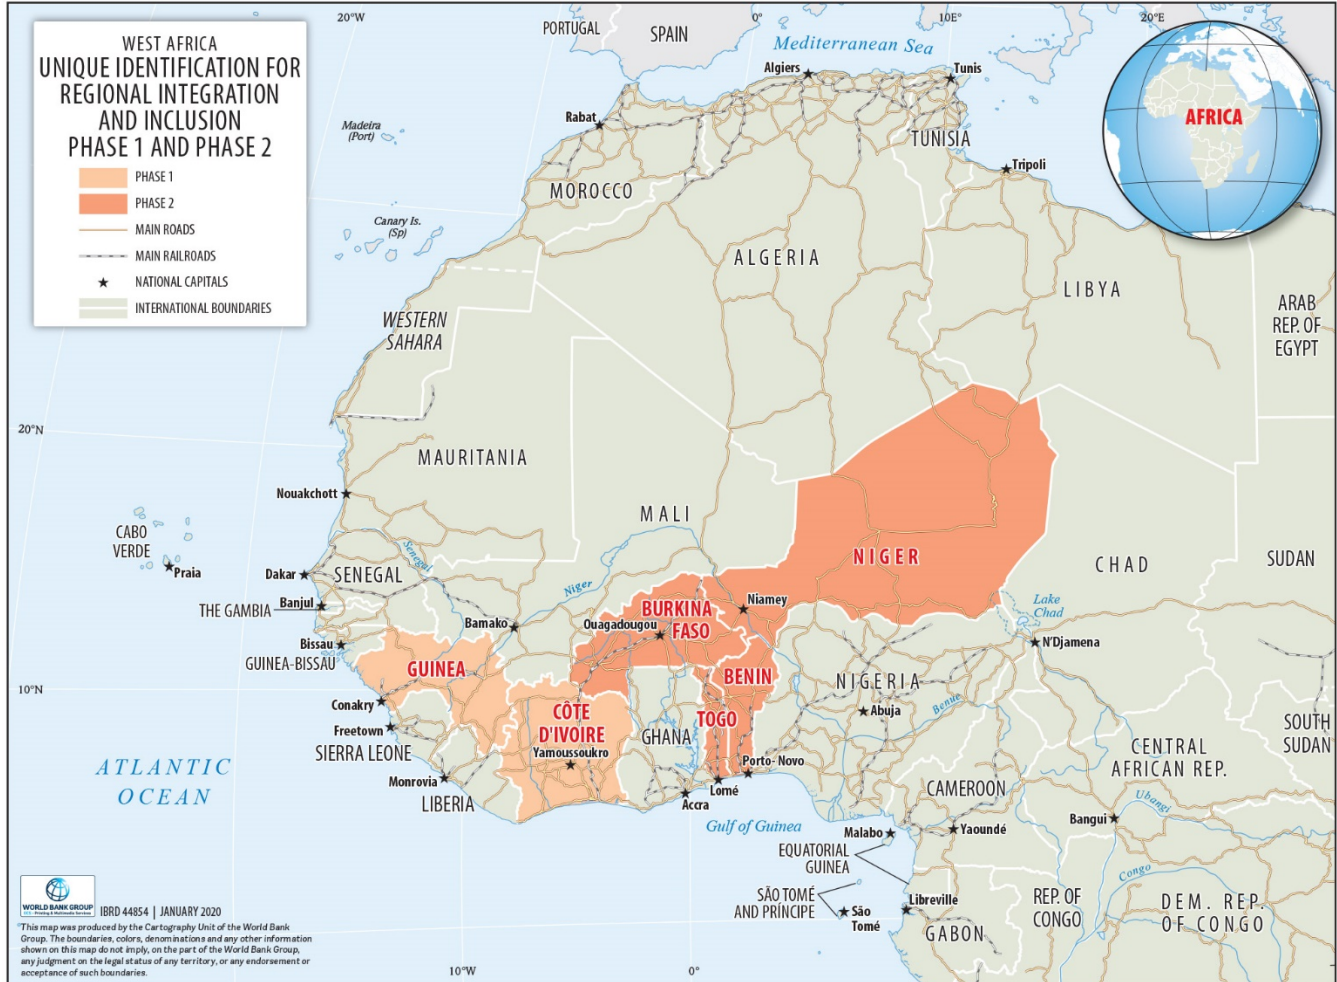 WEST AFRICA
UNIQUE IDENTIFICATION FOR
REGIONAL INTEGRATION
AND INCLUSION
PHASE 1 AND PHASE 2
PHASE 1
PHASE 2
MAIN ROADS
MAIN RAILROADS
NATIONAL CAPITALS
INTERNATIONAL BOUNDARIES
20°W
10°W
0°
10°E
20°E
PORTUGAL
SPAIN
Mediterranean Sea
Algiers
Tunis
AFRICA
Rabat
Madeira
(Port)
TUNISIA
Tripoli
MOROCCO
Canary Is.
(Sp)
ALGERIA
LIBYA
ARAB
REP. OF
EGYPT
WESTERN
SAHARA
20°N
MAURITANIA
Nouakchott
MALI
CABO
VERDE
Praia
NIGER
CHAD
SUDAN
Senegal
Dakar
SENEGAL
Niger
Niamey
Lake
Chad
THE GAMBIA
Banjul
Bamako
BURKINA
FASO
Ouagadougou
N'Djamena
Bissau
GUINEA-BISSAU
GUINEA
BENIN
NIGERIA
10°N
Conakry
CÔTE
D'IVOIRE
TOGO
Abuja
Benue
Freetown
SIERRA LEONE
GHANA
SOUTH
SUDAN
Yamoussoukro
Porto- Novo
CENTRAL
AFRICAN REP.
ATLANTIC
OCEAN
Monrovia
LIBERIA
Lomé
Accra
CAMEROON
Ubangi
Gulf of Guinea
Malabo
Yaoundé
Bangui
EQUATORIAL
GUINEA
Congo
SÃO TOMÉ
AND PRÍNCIPE
São
Tomé
Libreville
REP. OF
CONGO
DEM. REP.
OF CONGO
GABON
WORLD BANK GROUP
IBRD 44854 | JANUARY 2020
This map was produced by the Cartography Unit of the World Bank
Group. The boundaries, colors, denominations and any other information
shown on this map do not imply, on the part of the World Bank Group,
any judgment on the legal status of any territory, or any endorsement or
acceptance of such boundaries.
10°W
0°